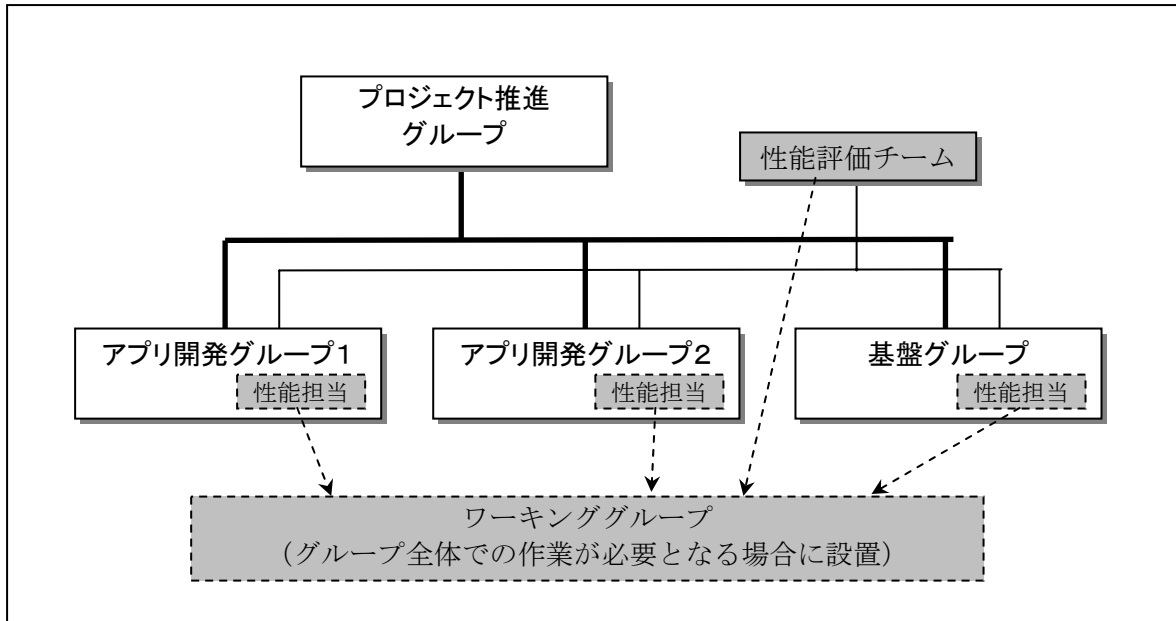 プロジェクト推進
グループ
性能評価チーム
アプリ開発グループ1
性能担当
アプリ開発グループ2
性能担当
基盤グループ
性能担当
ワーキンググループ
（グループ全体での作業が必要となる場合に設置）